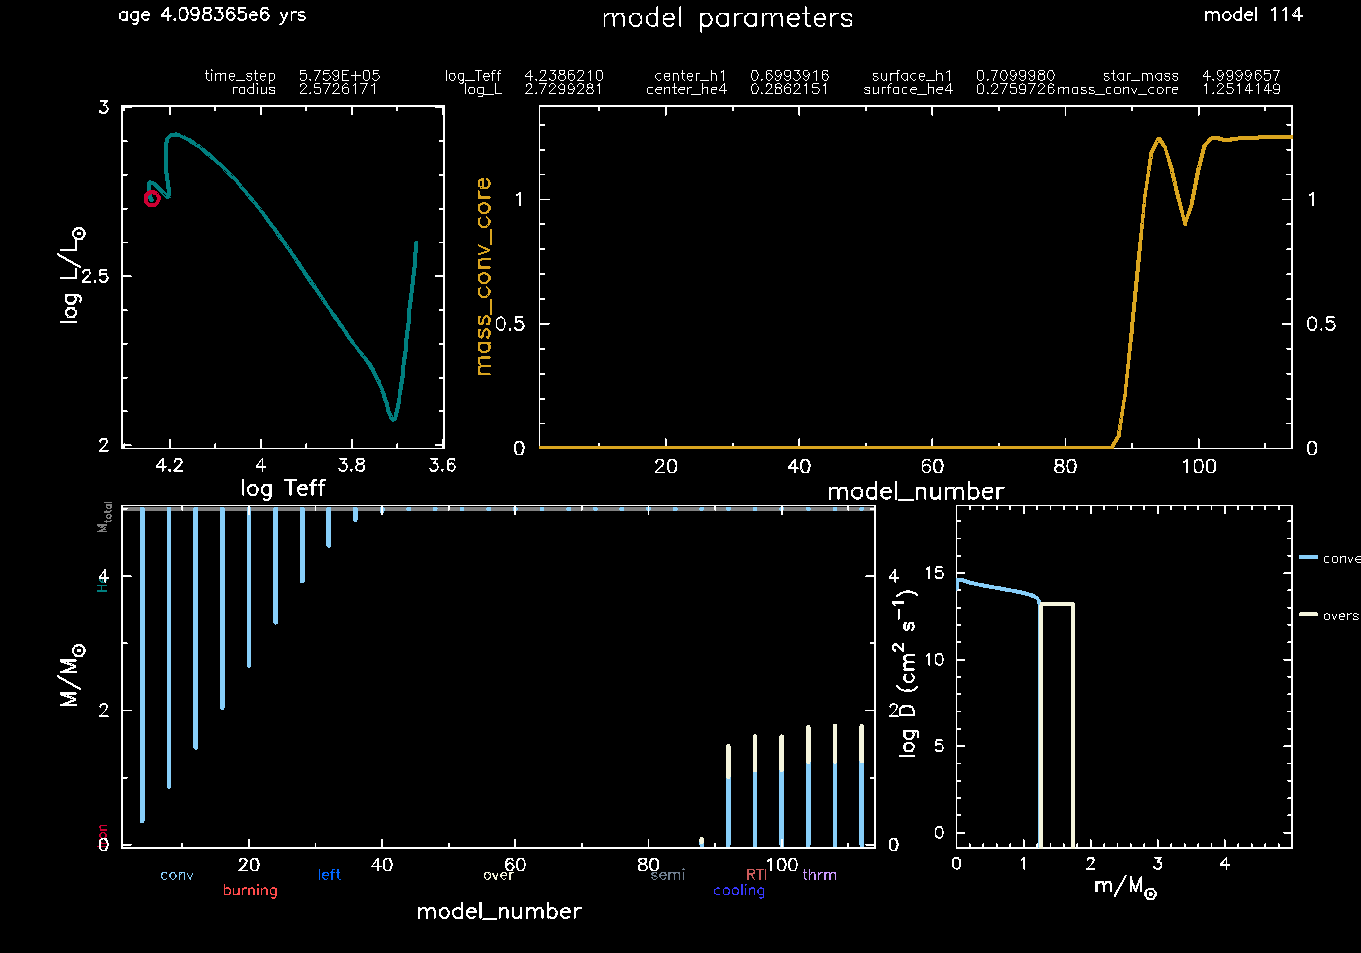 age 4.098365e6 yrs model parameters model 114
time_step 5.759E+05 log_Teff 4.2386210 center_h1 0.6993916 surface_h1 0.7099980 star_mass 4.9999657
radius 2.5726171 log_L 2.7299281 center_he4 0.2862151 surface_he4 0.2759726 mass_conv_core 1.2514149
3
2.5
2
log L/L⊙
4.2 4 3.8 3.6
log Teff
mass_conv_core
1
0.5
0
1
0.5
0
20 40 60 80 100
model_number
Mtotal
4
2
0
M/M⊙
4
2
0
20 40 60 80 100
conv left over semi RTI thrm
burning cooling
model_number
log D (cm² s⁻¹)
15
10
5
0
0 1 2 3 4
m/M⊙
conve
overs